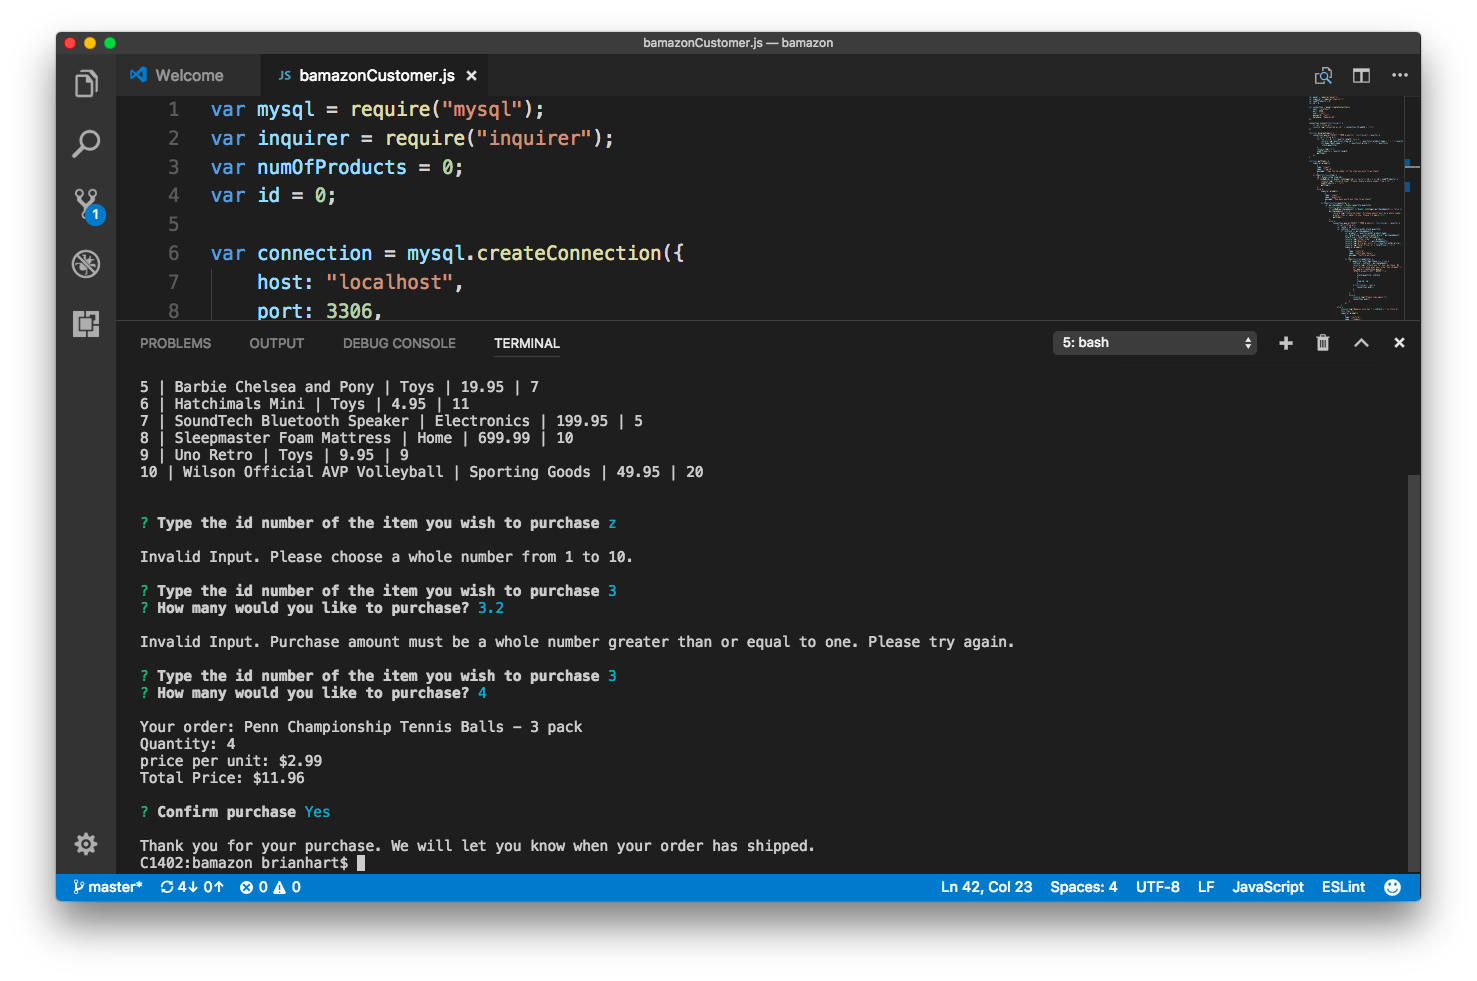 bamazonCustomer.js — bamazon
Welcome
JS bamazonCustomer.js ×
1 var mysql = require("mysql");
2 var inquirer = require("inquirer");
3 var numOfProducts = 0;
4 var id = 0;
5
6 var connection = mysql.createConnection({
7 host: "localhost",
8 port: 3306,
PROBLEMS OUTPUT DEBUG CONSOLE TERMINAL 5: bash
5 | Barbie Chelsea and Pony | Toys | 19.95 | 7
6 | Hatchimals Mini | Toys | 4.95 | 11
7 | SoundTech Bluetooth Speaker | Electronics | 199.95 | 5
8 | Sleepmaster Foam Mattress | Home | 699.99 | 10
9 | Uno Retro | Toys | 9.95 | 9
10 | Wilson Official AVP Volleyball | Sporting Goods | 49.95 | 20
? Type the id number of the item you wish to purchase z
Invalid Input. Please choose a whole number from 1 to 10.
? Type the id number of the item you wish to purchase 3
? How many would you like to purchase? 3.2
Invalid Input. Purchase amount must be a whole number greater than or equal to one. Please try again.
? Type the id number of the item you wish to purchase 3
? How many would you like to purchase? 4
Your order: Penn Championship Tennis Balls – 3 pack
Quantity: 4
price per unit: $2.99
Total Price: $11.96
? Confirm purchase Yes
Thank you for your purchase. We will let you know when your order has shipped.
C1402:bamazon brianhart$
1
master* 4↓ 0↑ 0 0 Ln 42, Col 23 Spaces: 4 UTF-8 LF JavaScript ESLint